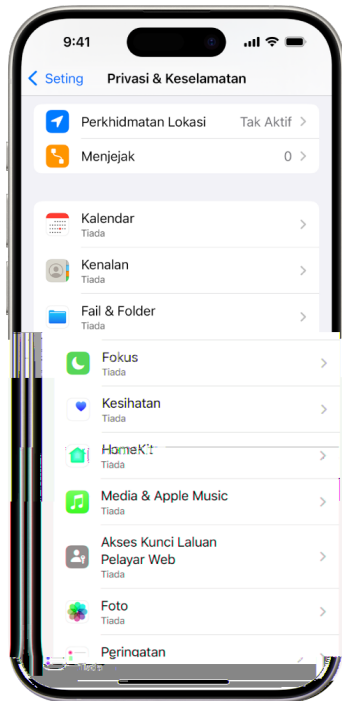 9:41
Seting
Privasi & Keselamatan
Perkhidmatan Lokasi Tak Aktif
Menjejak 0
Kalendar
Tiada
Kenalan
Tiada
Fail & Folder
Tiada
Fokus
Tiada
Kesihatan
Tiada
HomeKit
Tiada
Media & Apple Music
Tiada
Akses Kunci Laluan
Pelayar Web
Tiada
Foto
Tiada
Peringatan